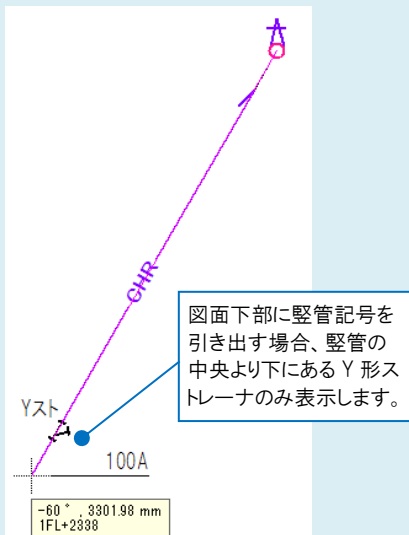 CHR
図面下部に竪管記号を
引き出す場合、竪管の
中央より下にある Y 形ス
トレーナのみ表示します。
Yスト
100A
-60 ° , 3301.98 mm
1FL+2338